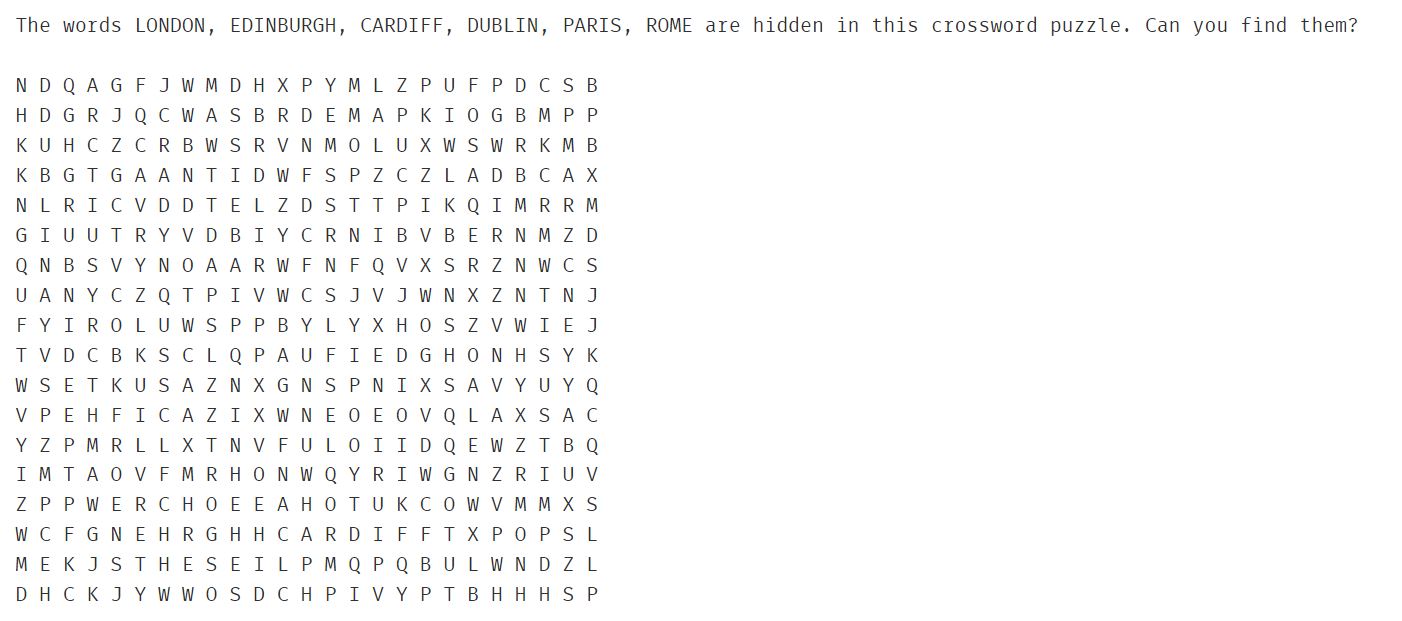 The words LONDON, EDINBURGH, CARDIFF, DUBLIN, PARIS, ROME are hidden in this crossword puzzle. Can you find them?
N D Q A G F J W M D H X P Y M L Z P U F P D C S B
H D G R J Q C W A S B R D E M A P K I O G B M P P
K U H C Z C R B W S R V N M O L U X W S W R K M B
K B G T G A A N T I D W F S P Z C Z L A D B C A X
N L R I C V D D T E L Z D S T T P I K Q I M R R M
G I U U T R Y V D B I Y C R N I B V B E R N M Z D
Q N B S V Y N O A A R W F N F Q V X S R Z N W C S
U A N Y C Z Q T P I V W C S J V J W N X Z N T N J
F Y I R O L U W S P P B Y L Y X H O S Z V W I E J
T V D C B K S C L Q P A U F I E D G H O N H S Y K
W S E T K U S A Z N X G N S P N I X S A V Y U Y Q
V P E H F I C A Z I X W N E O E O V Q L A X S A C
Y Z P M R L L X T N V F U L O I I D Q E W Z T B Q
I M T A O V F M R H O N W Q Y R I W G N Z R I U V
Z P P W E R C H O E E A H O T U K C O W V M M X S
W C F G N E H R G H H C A R D I F F T X P O P S L
M E K J S T H E S E I L P M Q P Q B U L W N D Z L
D H C K J Y W W O S D C H P I V Y P T B H H H S P